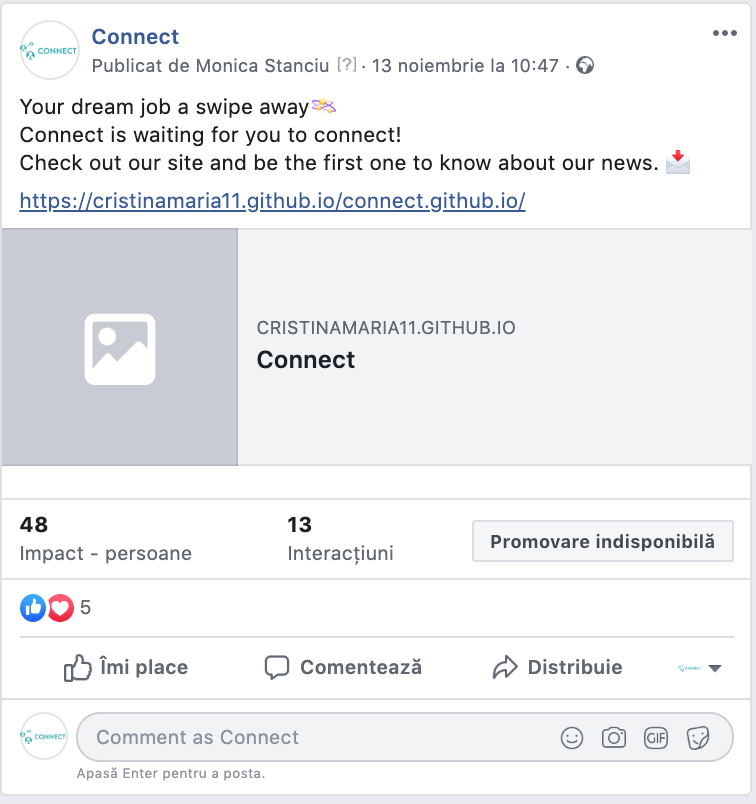 CONNECT
Connect
Publicat de Monica Stanciu [?] · 13 noiembrie la 10:47 ·
Your dream job a swipe away💫
Connect is waiting for you to connect!
Check out our site and be the first one to know about our news. 📩
https://cristinamaria11.github.io/connect.github.io/
CRISTINAMARIA11.GITHUB.IO
Connect
48
Impact - persoane
13
Interacțiuni
Promovare indisponibilă
5
Îmi place
Comentează
Distribuie
CONNECT
CONNECT
Comment as Connect
GIF
Apasă Enter pentru a posta.